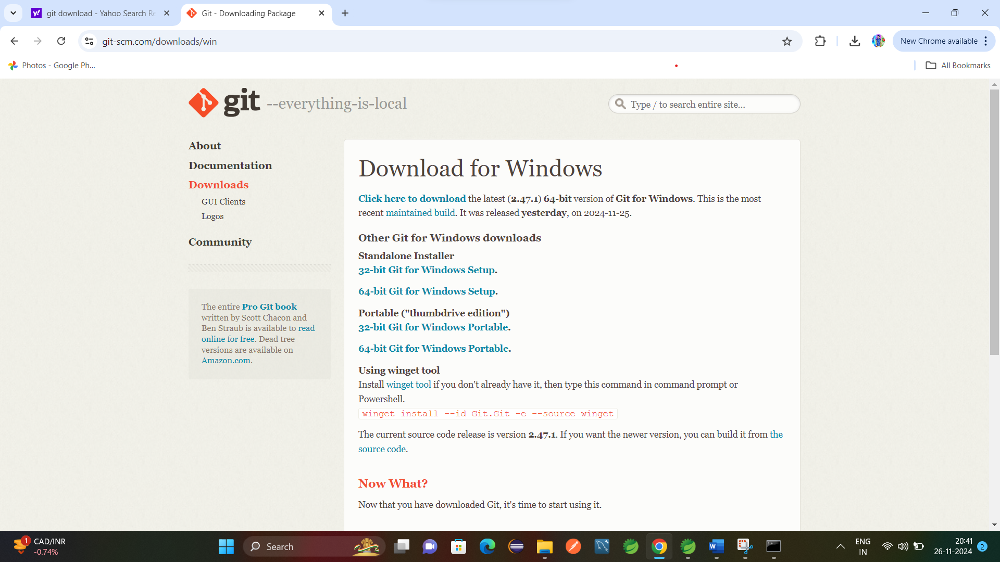 git download - Yahoo Search Re
Git - Downloading Package
git-scm.com/downloads/win
New Chrome available
Photos - Google Ph...
All Bookmarks
git --everything-is-local
Type / to search entire site...
About
Documentation
Downloads
GUI Clients
Logos
Community
The entire Pro Git book
written by Scott Chacon and
Ben Straub is available to read
online for free. Dead tree
versions are available on
Amazon.com.
Download for Windows
Click here to download the latest (2.47.1) 64-bit version of Git for Windows. This is the most
recent maintained build. It was released yesterday, on 2024-11-25.
Other Git for Windows downloads
Standalone Installer
32-bit Git for Windows Setup.
64-bit Git for Windows Setup.
Portable ("thumbdrive edition")
32-bit Git for Windows Portable.
64-bit Git for Windows Portable.
Using winget tool
Install winget tool if you don't already have it, then type this command in command prompt or
Powershell.
winget install --id Git.Git -e --source winget
The current source code release is version 2.47.1. If you want the newer version, you can build it from the
source code.
Now What?
Now that you have downloaded Git, it's time to start using it.
1
CAD/INR
-0.74%
Search
ENG
IN
20:41
26-11-2024
2